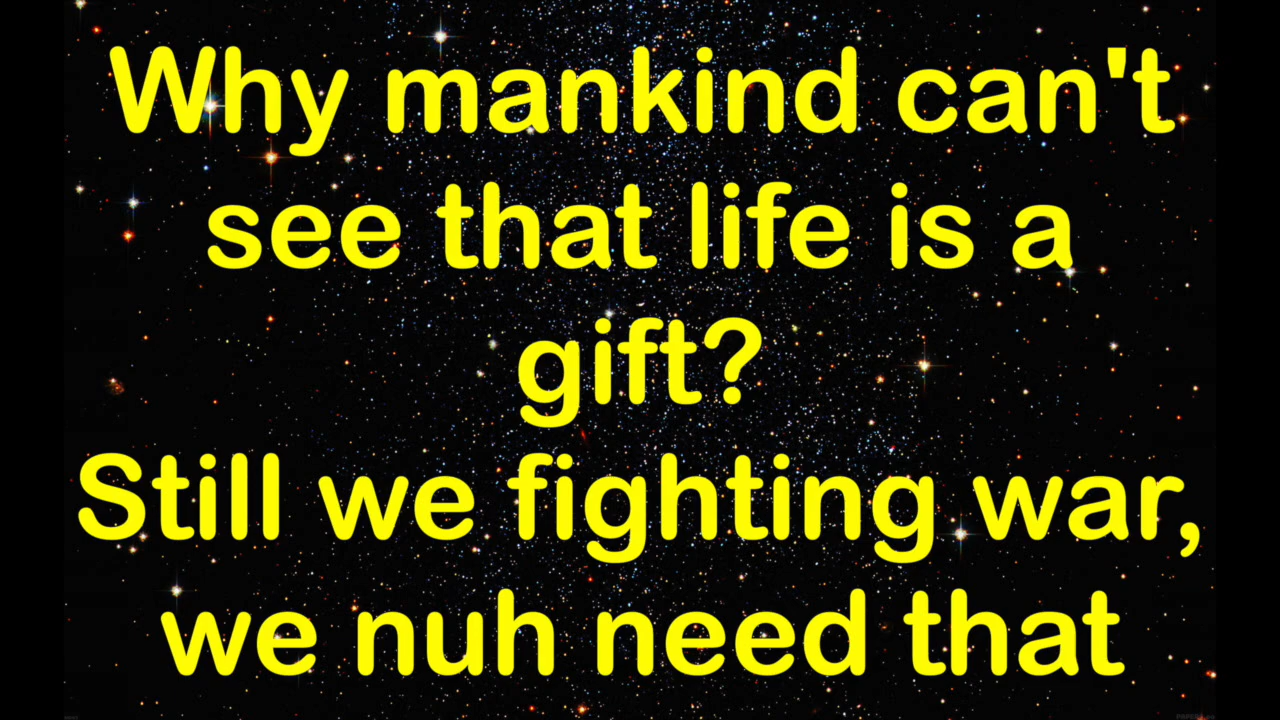 Why mankind can't
see that life is a
gift?
Still we fighting war,
we nuh need that